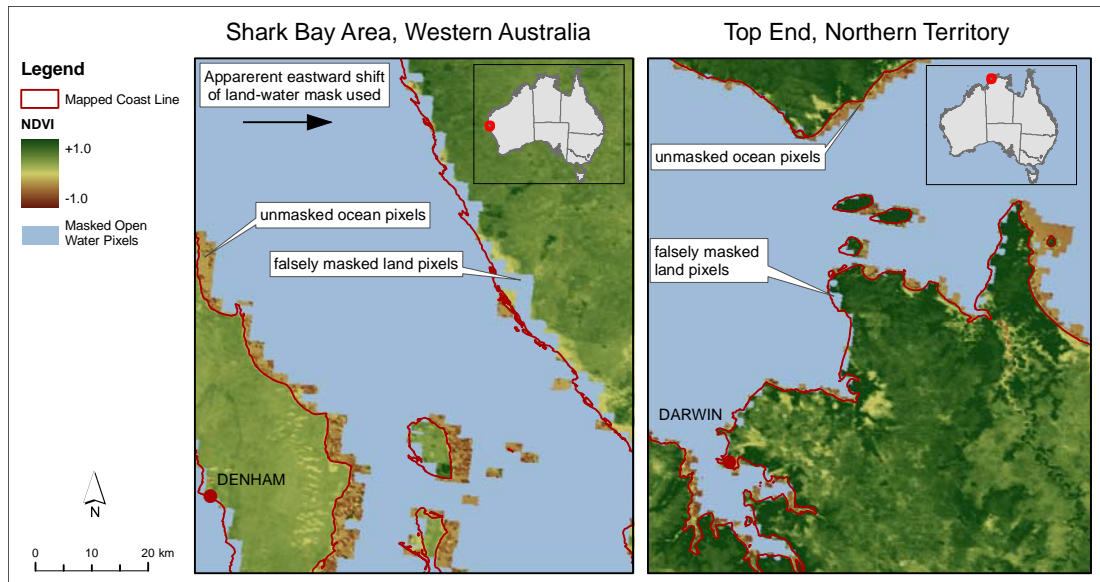 Shark Bay Area, Western Australia
Top End, Northern Territory
Legend
Mapped Coast Line
NDVI
+1.0
-1.0
Masked Open
Water Pixels
N
0 10 20 km
Apparerent eastward shift
of land-water mask used
unmasked ocean pixels
falsely masked land pixels
DENHAM
unmasked ocean pixels
falsely masked
land pixels
DARWIN